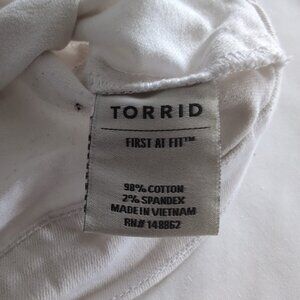 TORRID
FIRST AT FIT™
98% COTTON
2% SPANDEX
MADE IN VIETNAM
RN# 148862